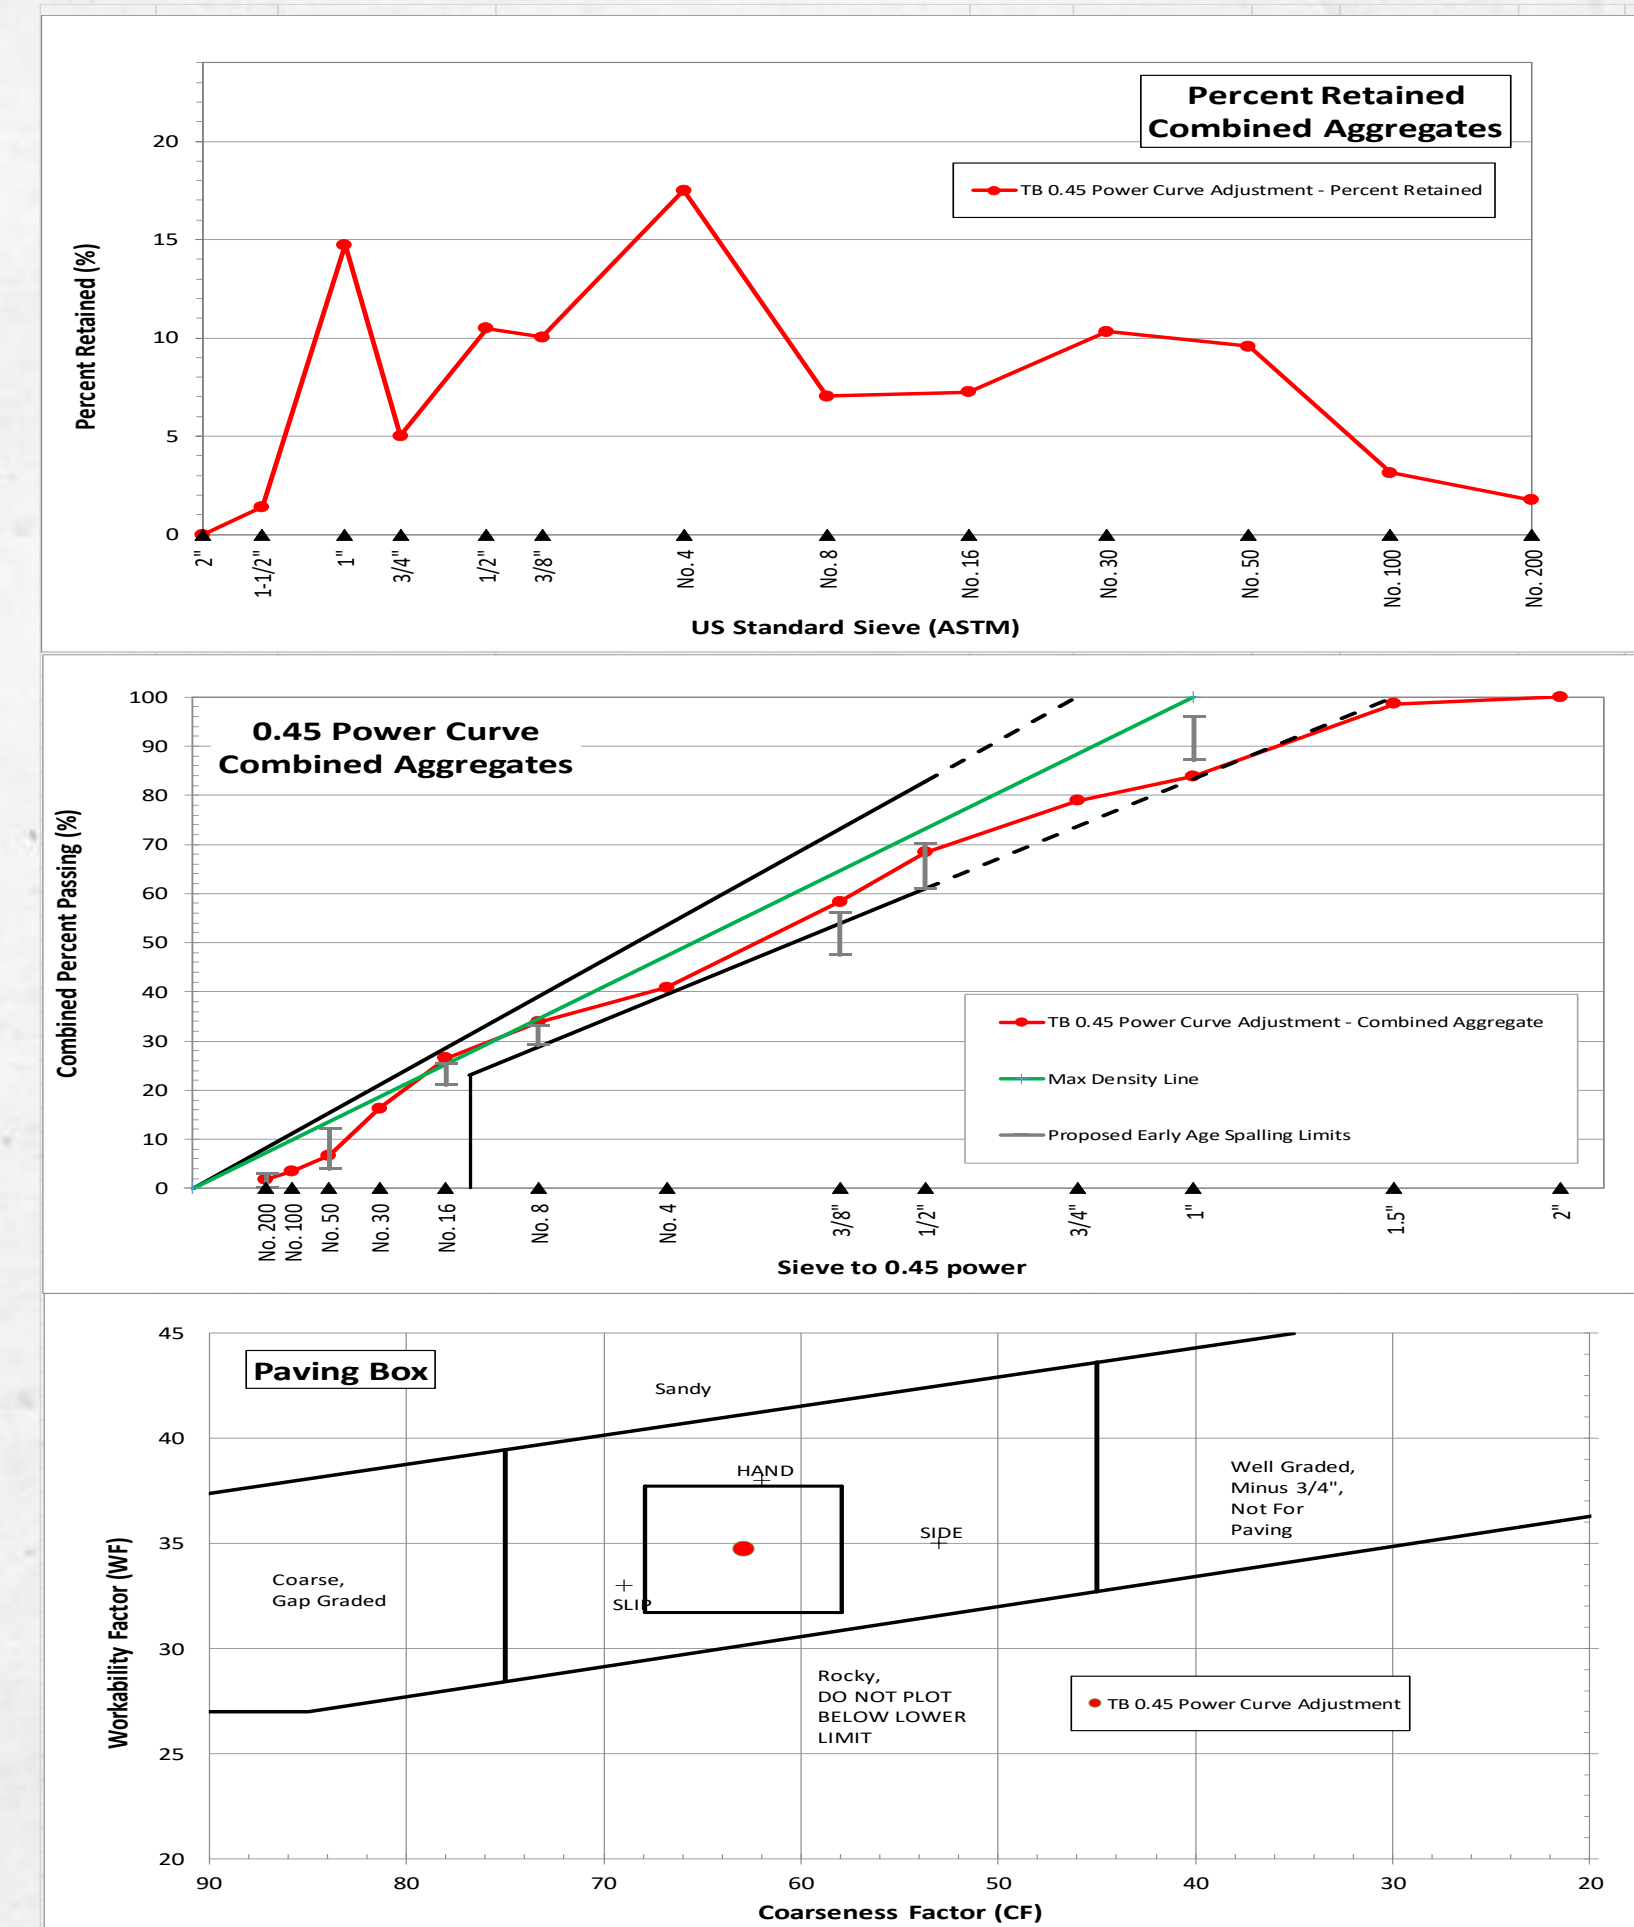 Percent Retained
Combined Aggregates
TB 0.45 Power Curve Adjustment - Percent Retained
Percent Retained (%)
20
15
10
5
0
2"
1-1/2"
1"
3/4"
1/2"
3/8"
No. 4
No. 8
No. 16
No. 30
No. 50
No. 100
No. 200
US Standard Sieve (ASTM)
0.45 Power Curve
Combined Aggregates
Combined Percent Passing (%)
100
90
80
70
60
50
40
30
20
10
0
TB 0.45 Power Curve Adjustment - Combined Aggregate
Max Density Line
Proposed Early Age Spalling Limits
No. 200
No. 100
No. 50
No. 30
No. 16
No. 8
No. 4
3/8"
1/2"
3/4"
1"
1.5"
2"
Sieve to 0.45 power
Paving Box
Workability Factor (WF)
45
40
35
30
25
20
Sandy
HAND
SIDE
SLIP
Well Graded,
Minus 3/4",
Not For
Paving
Coarse,
Gap Graded
Rocky,
DO NOT PLOT
BELOW LOWER
LIMIT
TB 0.45 Power Curve Adjustment
90
80
70
60
50
40
30
20
Coarseness Factor (CF)